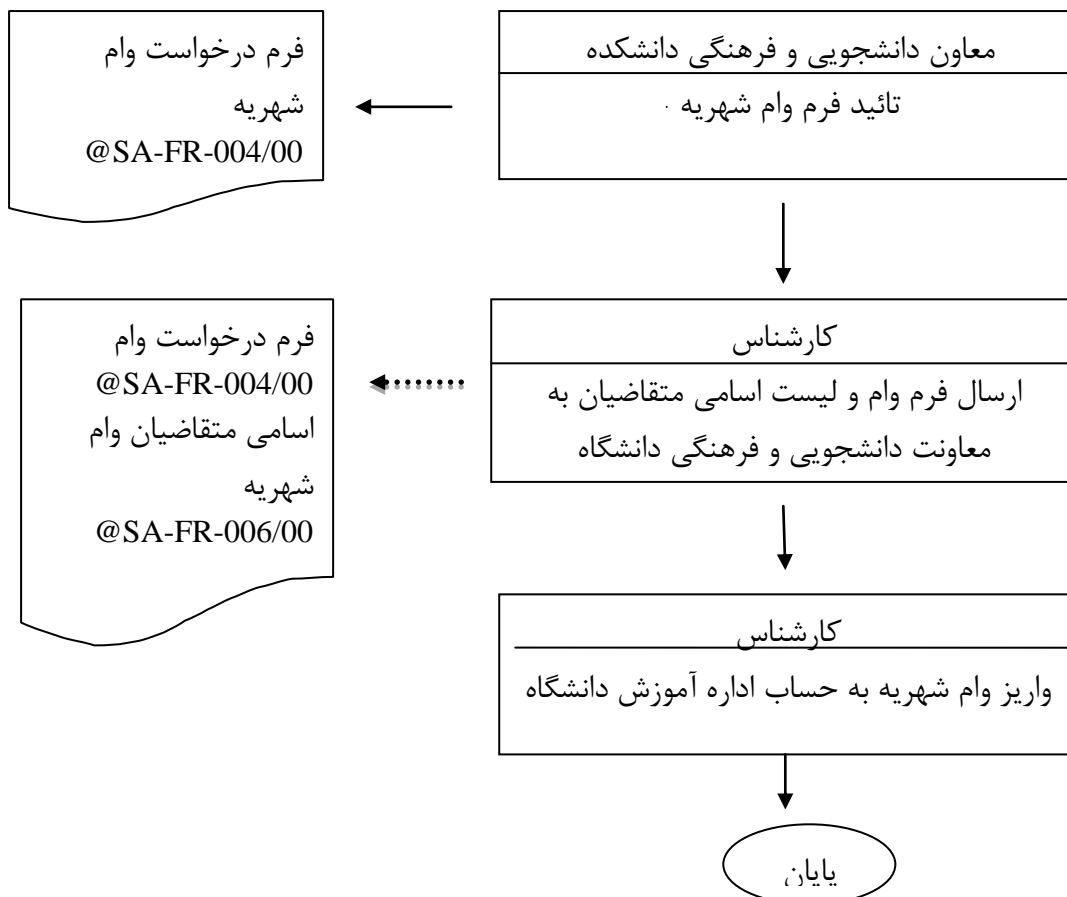 معاون دانشجویی و فرهنگی دانشکده
تائید فرم وام شهریه .
فرم درخواست وام
شهریه
@SA-FR-004/00
کارشناس
ارسال فرم وام و لیست اسامی متقاضیان به
معاونت دانشجویی و فرهنگی دانشگاه
فرم درخواست وام
@SA-FR-004/00
اسامی متقاضیان وام
شهریه
@SA-FR-006/00
کارشناس
واریز وام شهریه به حساب اداره آموزش دانشگاه
پایان